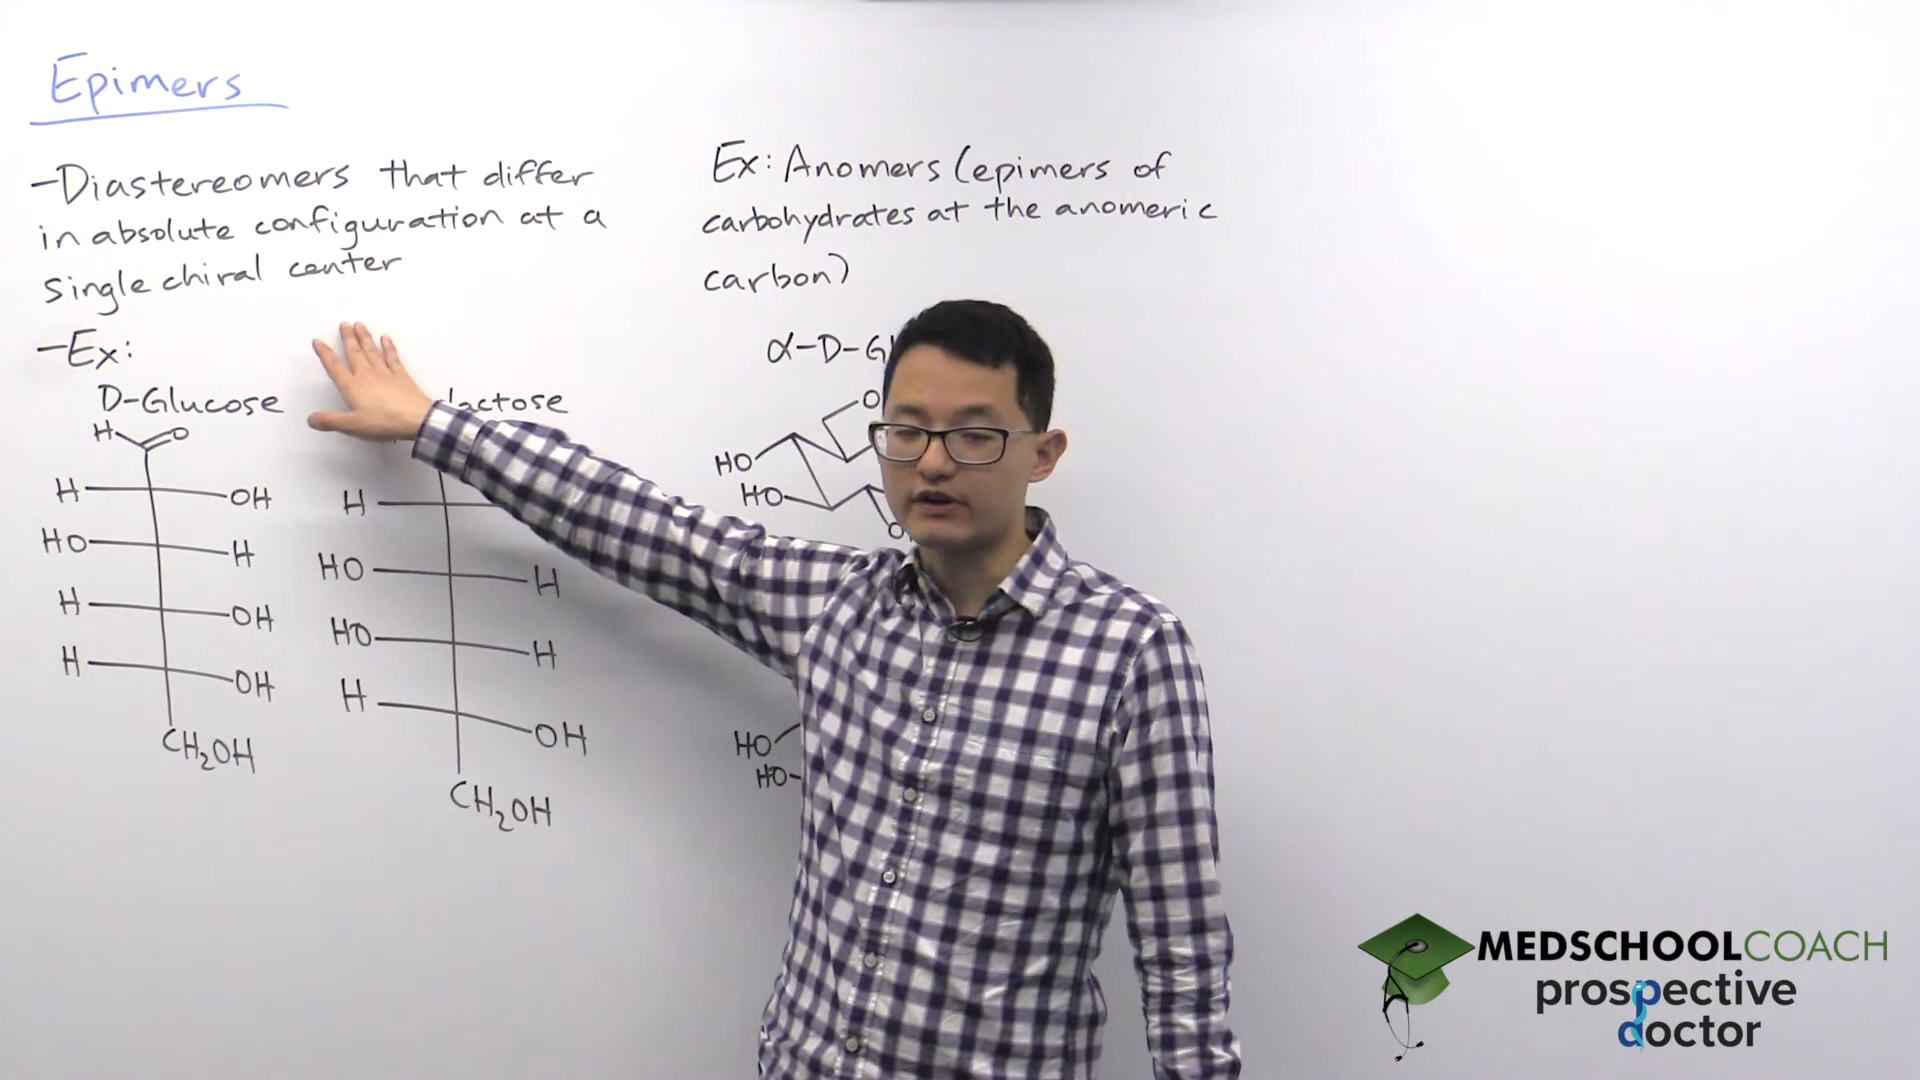 Epimers
-Diastereomers that differ
in absolute configuration at a
single chiral center
-Ex:
D-Glucose
H O
H OH
HO H
H OH
H OH
CH2OH
lactose
H
HO H
HO H
H OH
CH2OH
Ex: Anomers (epimers of
carbohydrates at the anomeric
carbon)
α-D-Gl
O
HO
HO
O
HO
HO
MEDSCHOOLCOACH
prospective
doctor